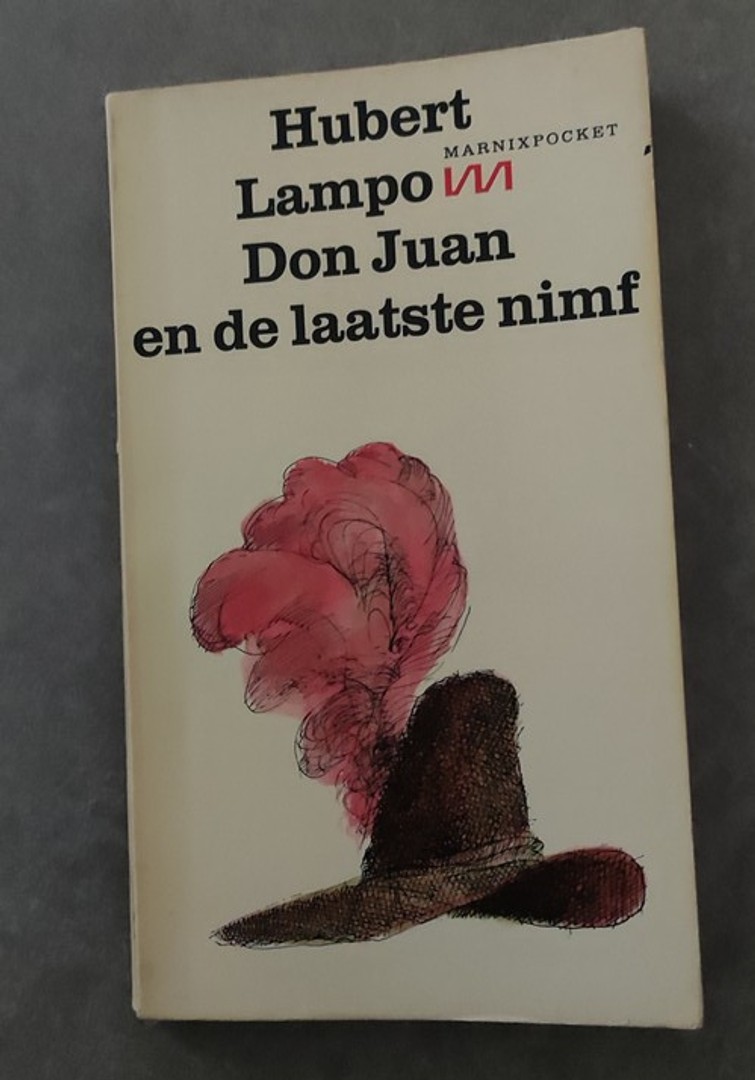 Hubert
MARNIXPOCKET
Lampo
Don Juan
en de laatste nimf